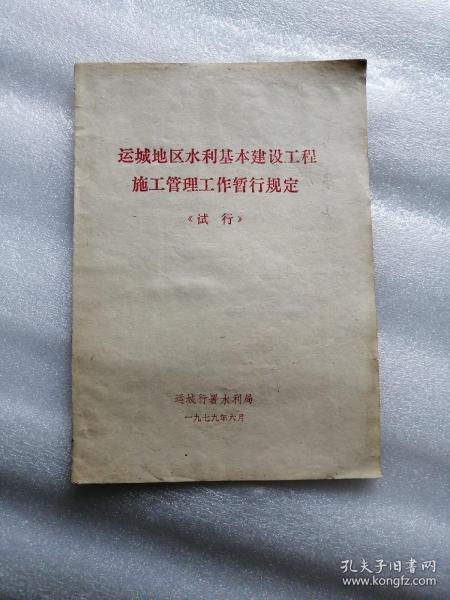 运城地区水利基本建设工程
施工管理工作暂行规定
《试 行》
运城行署水利局
一九七九年六月
孔夫子旧书网
www.kongfz.com